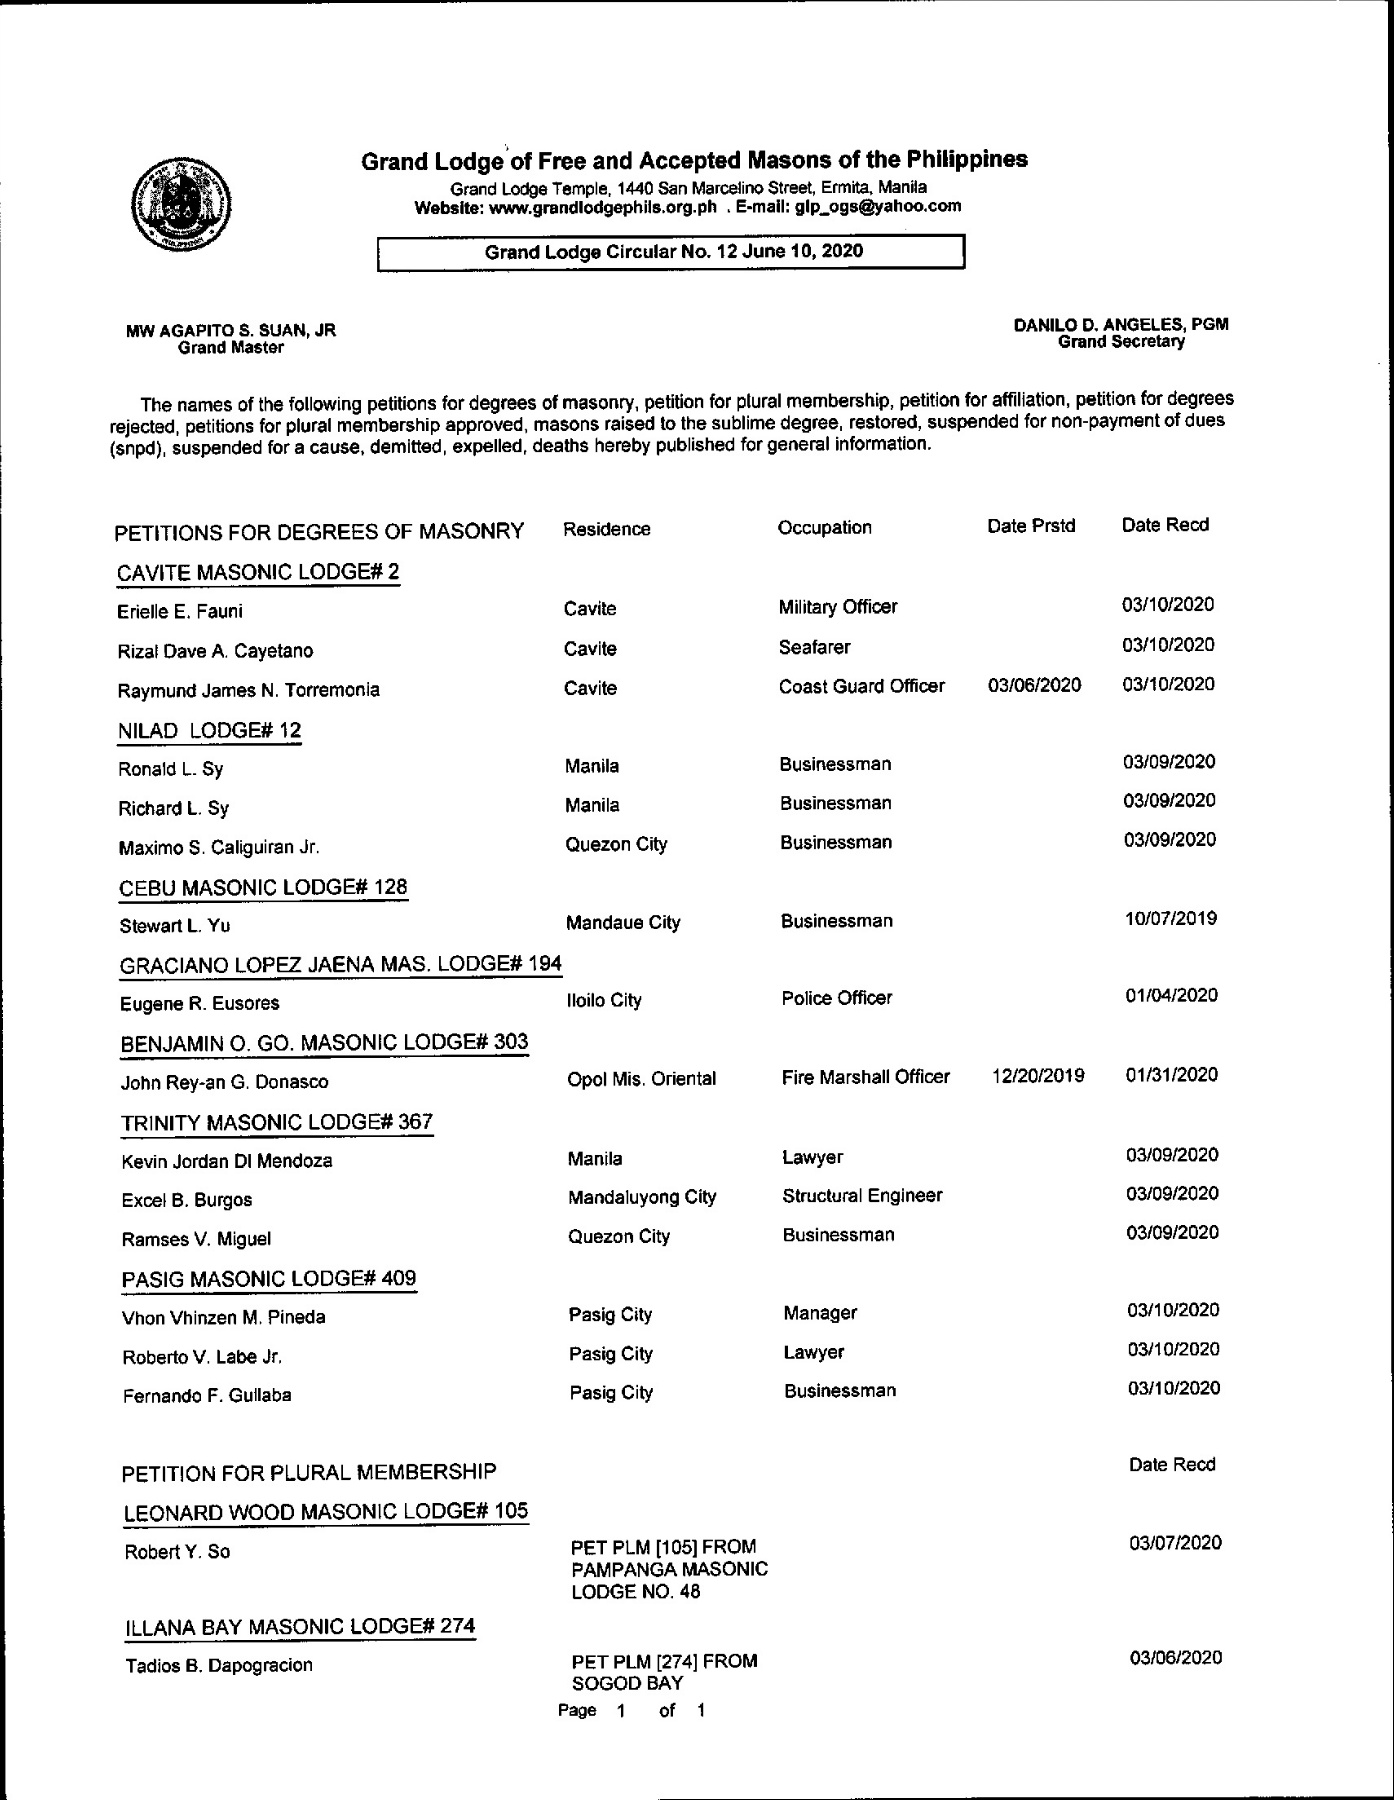 Grand Lodge of Free and Accepted Masons of the Philippines
Grand Lodge Temple, 1440 San Marcelino Street, Ermita, Manila
Website: www.grandlodgephils.org.ph . E-mail: glp_ogs@yahoo.com
Grand Lodge Circular No. 12 June 10, 2020
MW AGAPITO S. SUAN, JR
Grand Master
DANILO D. ANGELES, PGM
Grand Secretary
The names of the following petitions for degrees of masonry, petition for plural membership, petition for affiliation, petition for degrees
rejected, petitions for plural membership approved, masons raised to the sublime degree, restored, suspended for non-payment of dues
(snpd), suspended for a cause, demitted, expelled, deaths hereby published for general information.
PETITIONS FOR DEGREES OF MASONRY Residence Occupation Date Prstd Date Recd
CAVITE MASONIC LODGE# 2
Erielle E. Fauni Cavite Military Officer 03/10/2020
Rizal Dave A. Cayetano Cavite Seafarer 03/10/2020
Raymund James N. Torremonia Cavite Coast Guard Officer 03/06/2020 03/10/2020
NILAD LODGE# 12
Ronald L. Sy Manila Businessman 03/09/2020
Richard L. Sy Manila Businessman 03/09/2020
Maximo S. Caliguiran Jr. Quezon City Businessman 03/09/2020
CEBU MASONIC LODGE# 128
Stewart L. Yu Mandaue City Businessman 10/07/2019
GRACIANO LOPEZ JAENA MAS. LODGE# 194
Eugene R. Eusores Iloilo City Police Officer 01/04/2020
BENJAMIN O. GO. MASONIC LODGE# 303
John Rey-an G. Donasco Opol Mis. Oriental Fire Marshall Officer 12/20/2019 01/31/2020
TRINITY MASONIC LODGE# 367
Kevin Jordan DI Mendoza Manila Lawyer 03/09/2020
Excel B. Burgos Mandaluyong City Structural Engineer 03/09/2020
Ramses V. Miguel Quezon City Businessman 03/09/2020
PASIG MASONIC LODGE# 409
Vhon Vhinzen M. Pineda Pasig City Manager 03/10/2020
Roberto V. Labe Jr. Pasig City Lawyer 03/10/2020
Fernando F. Gullaba Pasig City Businessman 03/10/2020
PETITION FOR PLURAL MEMBERSHIP Date Recd
LEONARD WOOD MASONIC LODGE# 105
Robert Y. So PET PLM [105] FROM 03/07/2020
PAMPANGA MASONIC
LODGE NO. 48
ILLANA BAY MASONIC LODGE# 274
Tadios B. Dapogracion PET PLM [274] FROM 03/06/2020
SOGOD BAY
Page 1 of 1